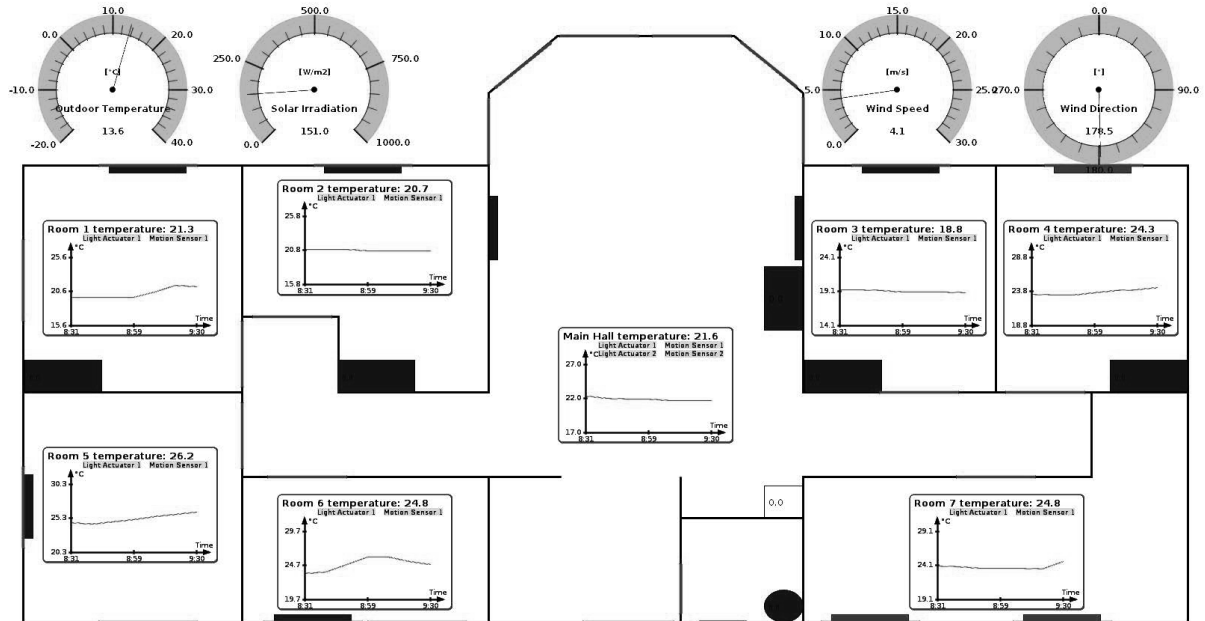 10.0
0.0
20.0
[°C]
-10.0
30.0
Outdoor Temperature
13.6
-20.0
40.0
500.0
250.0
750.0
[W/m2]
Solar Irradiation
151.0
0.0
1000.0
15.0
10.0
20.0
[m/s]
5.0
25.0
Wind Speed
4.1
0.0
30.0
0.0
[°]
270.0
90.0
Wind Direction
178.5
180.0
Room 2 temperature: 20.7
Light Actuator 1 Motion Sensor 1
°C
25.8
20.8
15.8
Time
8:31 8:59 9:30
Room 1 temperature: 21.3
Light Actuator 1 Motion Sensor 1
°C
25.6
20.6
15.6
Time
8:31 8:59 9:30
Room 3 temperature: 18.8
Light Actuator 1 Motion Sensor 1
°C
24.1
19.1
14.1
Time
8:31 8:59 9:30
Room 4 temperature: 24.3
Light Actuator 1 Motion Sensor 1
°C
28.8
23.8
18.8
Time
8:31 8:59 9:30
Main Hall temperature: 21.6
Light Actuator 1 Motion Sensor 1
°C Light Actuator 2 Motion Sensor 2
27.0
22.0
17.0
Time
8:31 8:59 9:30
Room 5 temperature: 26.2
Light Actuator 1 Motion Sensor 1
°C
30.3
25.3
20.3
Time
8:31 8:59 9:30
Room 6 temperature: 24.8
Light Actuator 1 Motion Sensor 1
°C
29.7
24.7
19.7
Time
8:31 8:59 9:30
0.0
Room 7 temperature: 24.8
Light Actuator 1 Motion Sensor 1
°C
29.1
24.1
19.1
Time
8:31 8:59 9:30